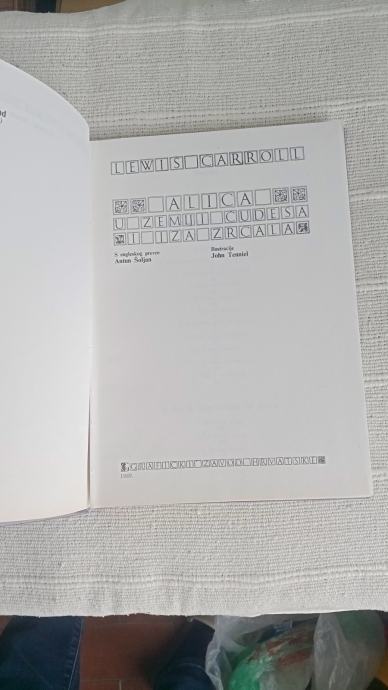 LEWIS CARROLL
ALICA
U ZEMLJI ČUDESA
I IZA ZRCALA
S engleskog preveo
Antun Šoljan
Ilustracije
John Tenniel
GRAFIČKI ZAVOD HRVATSKE